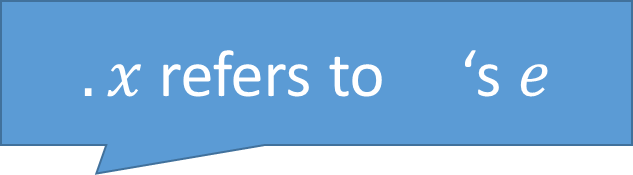 . x refers to ‘s e